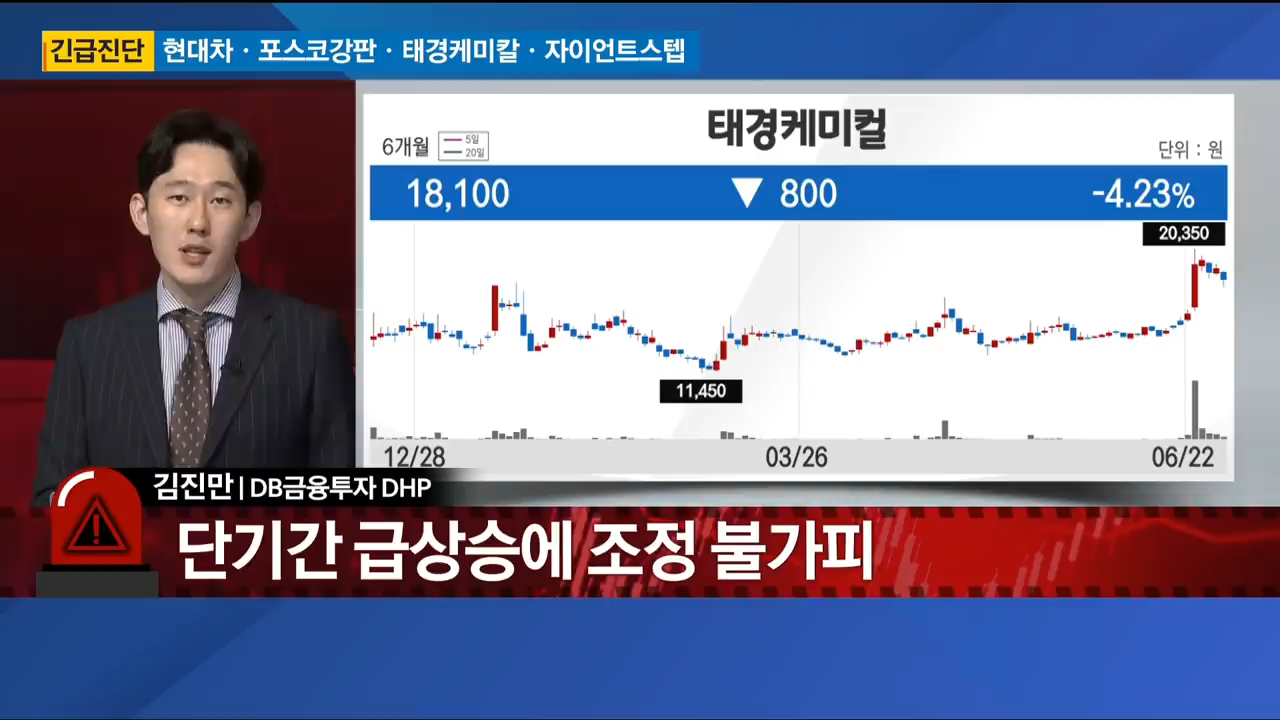 긴급진단 현대차 · 포스코강판 · 태경케미칼 · 자이언트스텝
태경케미컬
6개월
5일
20일
단위 : 원
18,100 ▼ 800 -4.23%
20,350
11,450
12/28 03/26 06/22
김진만 | DB금융투자 DHP
단기간 급상승에 조정 불가피